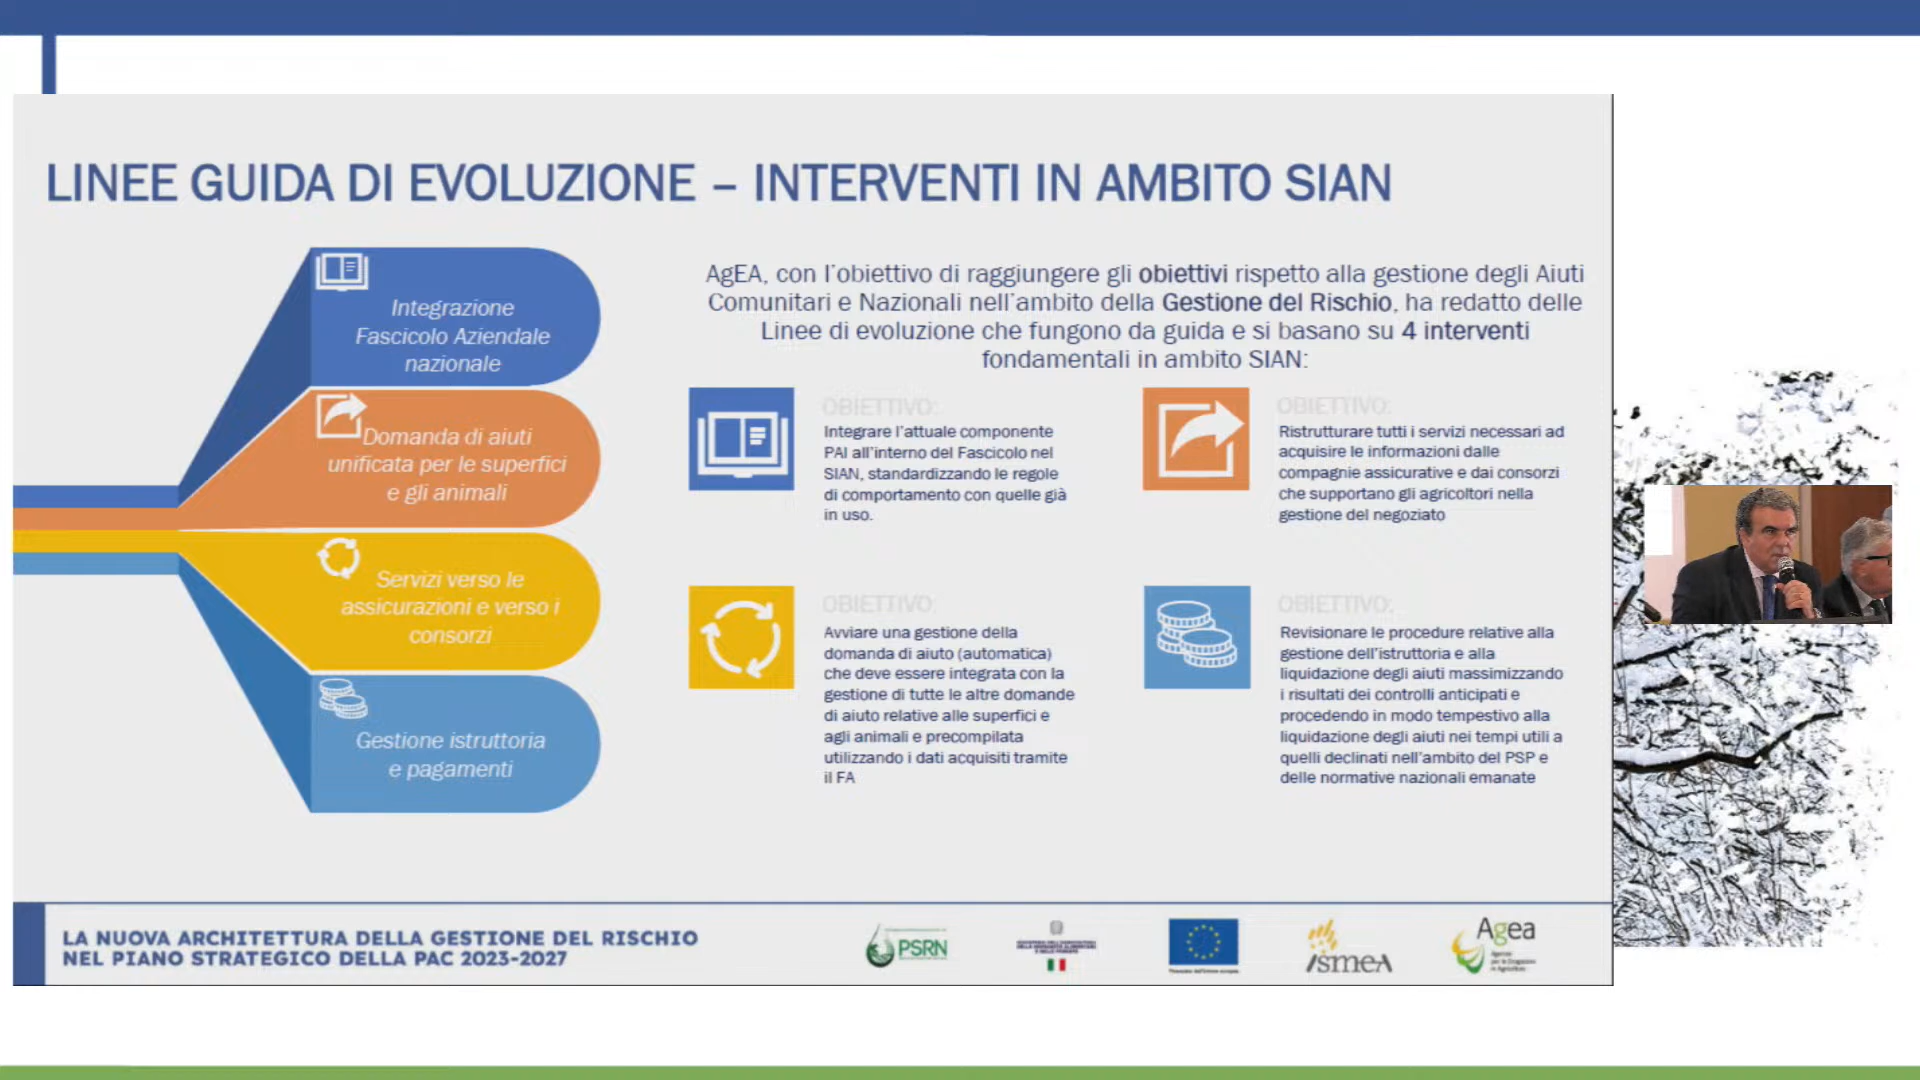 LINEE GUIDA DI EVOLUZIONE – INTERVENTI IN AMBITO SIAN
Integrazione
Fascicolo Aziendale
nazionale
Domanda di aiuti
unificata per le superfici
e gli animali
Servizi verso le
assicurazioni e verso i
consorzi
Gestione istruttoria
e pagamenti
AgEA, con l'obiettivo di raggiungere gli obiettivi rispetto alla gestione degli Aiuti
Comunitari e Nazionali nell'ambito della Gestione del Rischio, ha redatto delle
Linee di evoluzione che fungono da guida e si basano su 4 interventi
fondamentali in ambito SIAN:
OBIETTIVO:
Integrare l'attuale componente
PAI all'interno del Fascicolo nel
SIAN, standardizzando le regole
di comportamento con quelle già
in uso.
OBIETTIVO:
Ristrutturare tutti i servizi necessari ad
acquisire le informazioni dalle
compagnie assicurative e dai consorzi
che supportano gli agricoltori nella
gestione del negoziato
OBIETTIVO:
Avviare una gestione della
domanda di aiuto (automatica)
che deve essere integrata con la
gestione di tutte le altre domande
di aiuto relative alle superfici e
agli animali e precompilata
utilizzando i dati acquisiti tramite
il FA
OBIETTIVO:
Revisionare le procedure relative alla
gestione dell'istruttoria e alla
liquidazione degli aiuti massimizzando
i risultati dei controlli anticipati e
procedendo in modo tempestivo alla
liquidazione degli aiuti nei tempi utili a
quelli declinati nell'ambito del PSP e
delle normative nazionali emanate
LA NUOVA ARCHITETTURA DELLA GESTIONE DEL RISCHIO
NEL PIANO STRATEGICO DELLA PAC 2023-2027
PSRN
ismea
Agea